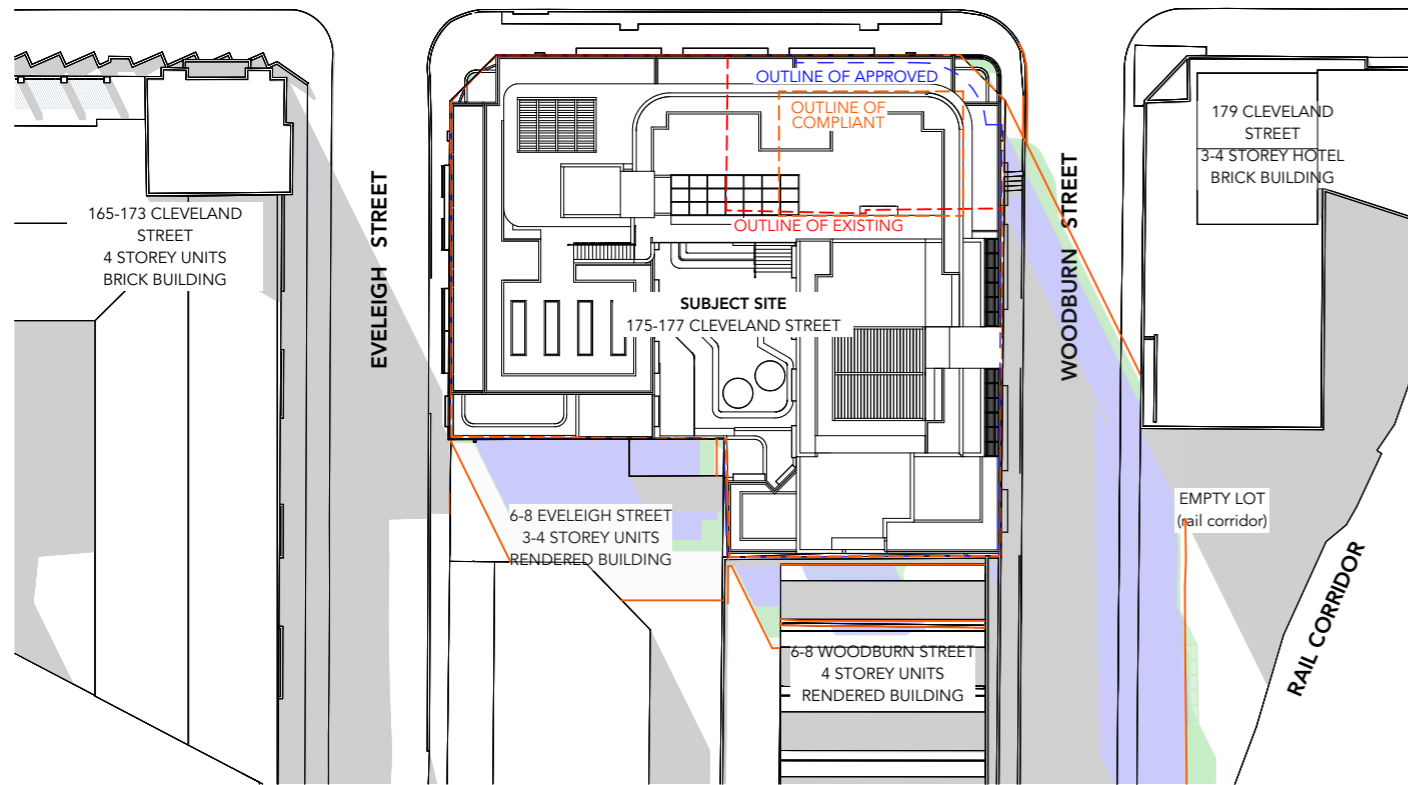 OUTLINE OF APPROVED
OUTLINE OF
COMPLIANT
179 CLEVELAND
STREET
3-4 STOREY HOTEL
BRICK BUILDING
165-173 CLEVELAND
STREET
4 STOREY UNITS
BRICK BUILDING
EVELEIGH STREET
WOODBURN STREET
OUTLINE OF EXISTING
SUBJECT SITE
175-177 CLEVELAND STREET
6-8 EVELEIGH STREET
3-4 STOREY UNITS
RENDERED BUILDING
EMPTY LOT
(rail corridor)
RAIL CORRIDOR
6-8 WOODBURN STREET
4 STOREY UNITS
RENDERED BUILDING